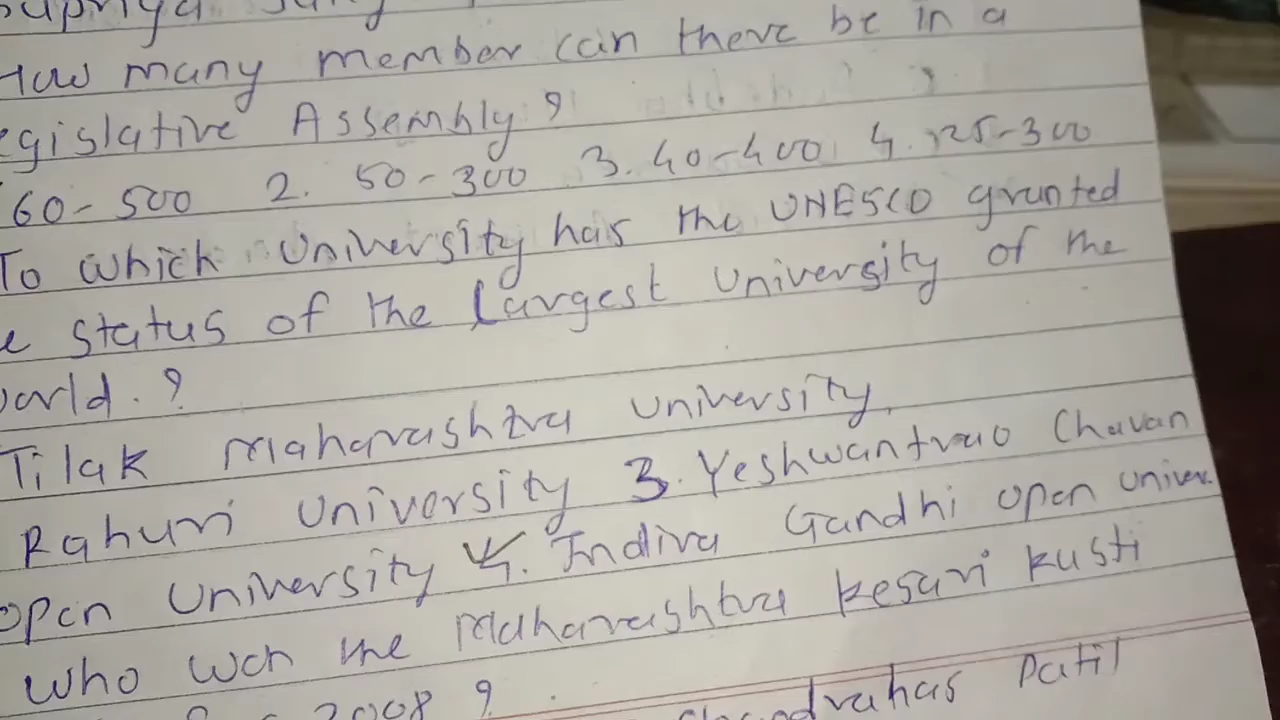 How many member can there be in a
egislative Assembly ?
60 - 500 2. 50 - 300 3. 40 - 400 4. 125 - 300
To which University has the UNESCO granted
e status of the Largest University of the
orld. ?
Tilak Maharashtra University
Rahuri University 3. Yeshwantrao Chavan
open University 4. Indira Gandhi open univer.
who won the Maharashtra kesari kusti
2008 ?
Chandrahas Patil